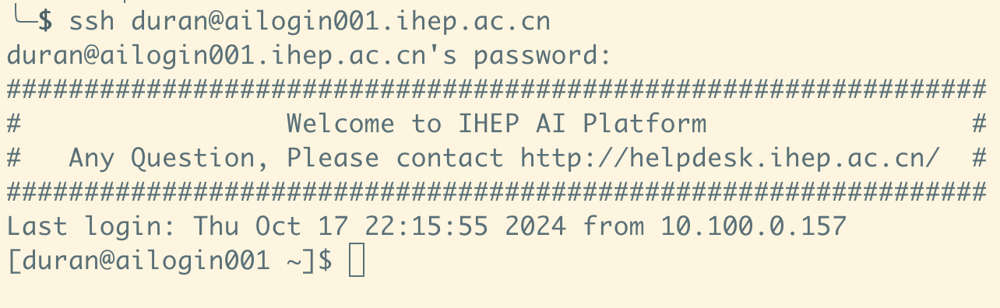 ╰─$ ssh duran@ailogin001.ihep.ac.cn
duran@ailogin001.ihep.ac.cn's password:
###############################################################
#                 Welcome to IHEP AI Platform                 #
#   Any Question, Please contact http://helpdesk.ihep.ac.cn/  #
###############################################################
Last login: Thu Oct 17 22:15:55 2024 from 10.100.0.157
[duran@ailogin001 ~]$